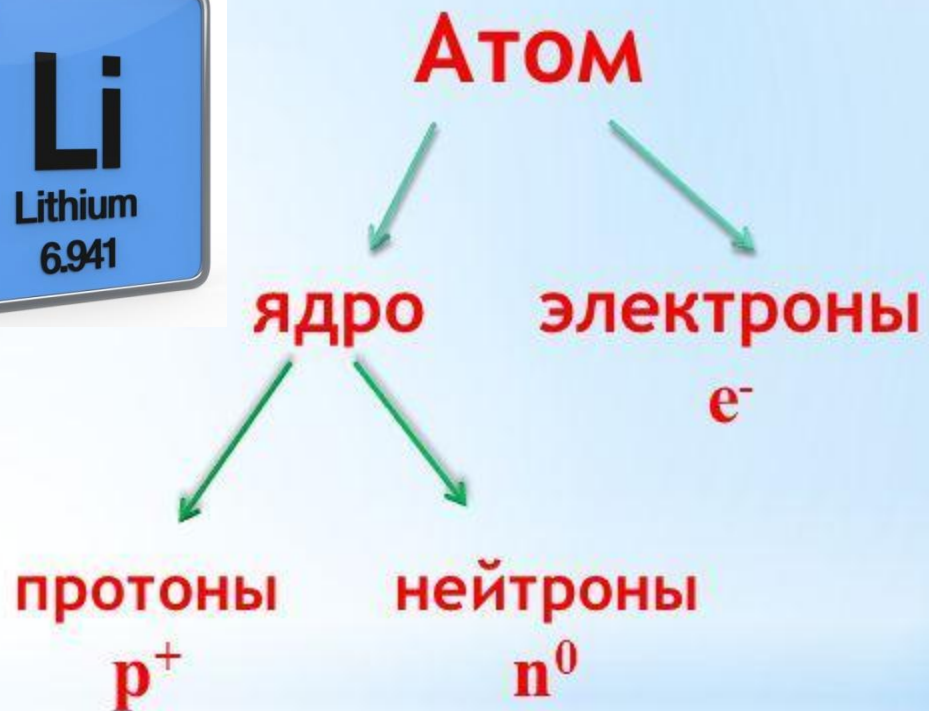 Li
Lithium
6.941
Атом
ядро электроны
e⁻
протоны нейтроны
p⁺ n⁰